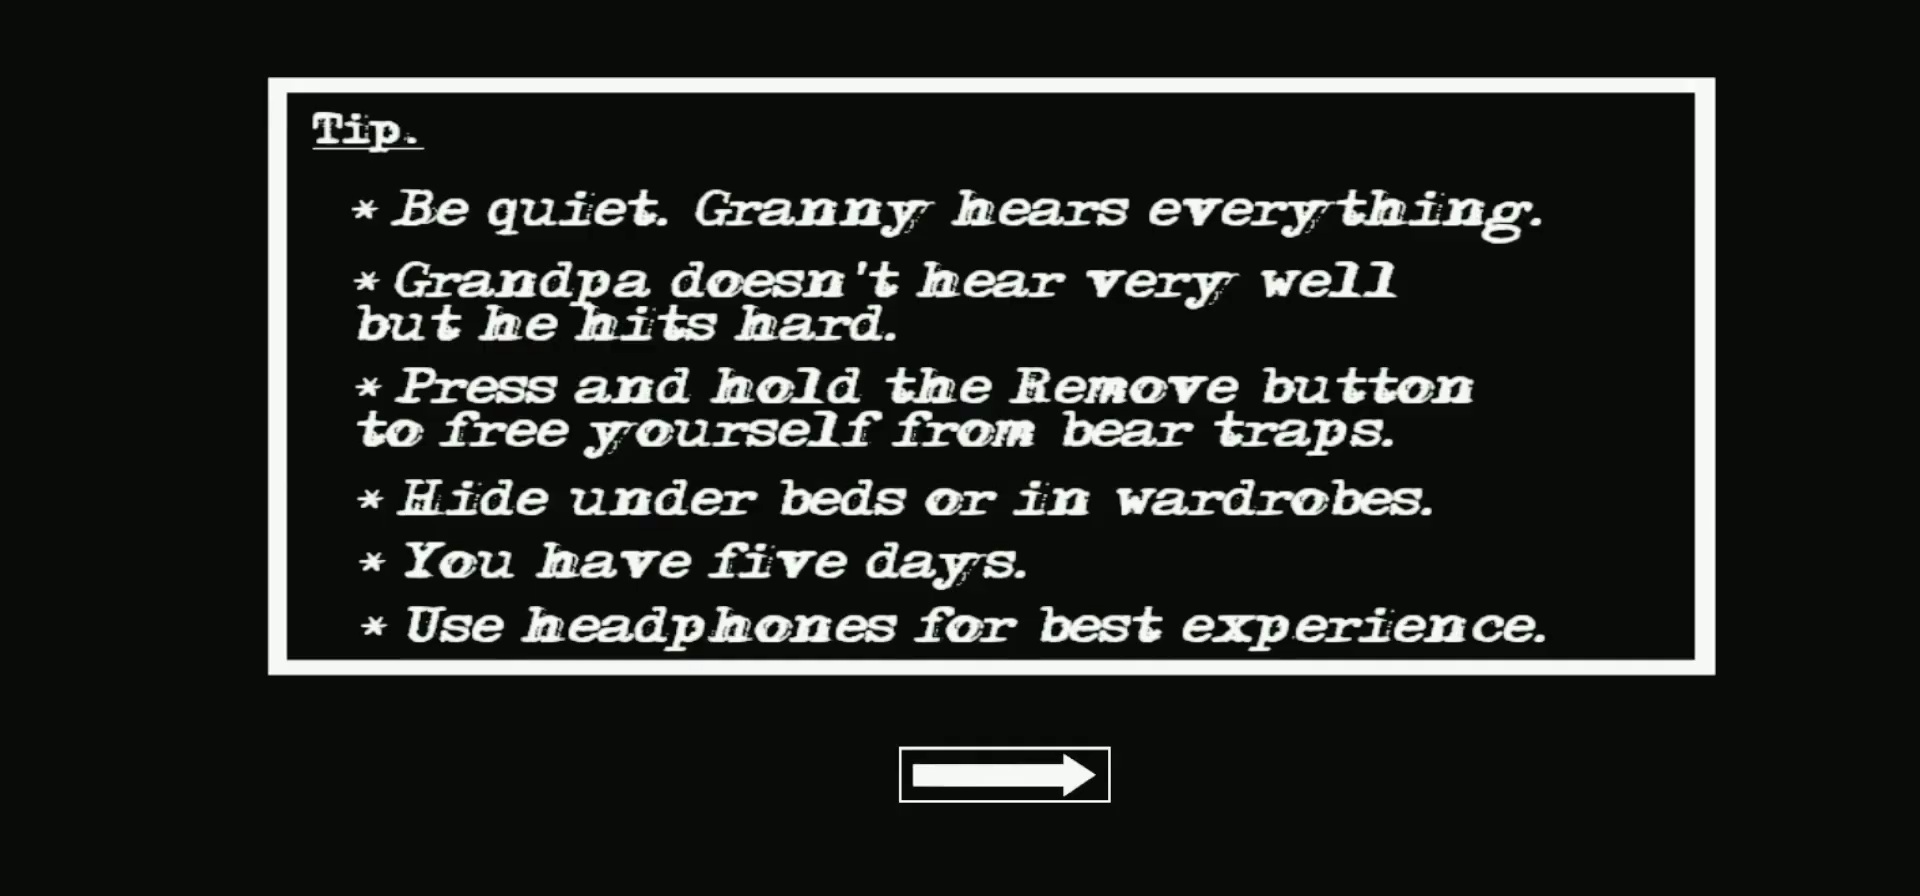 Tip.
* Be quiet. Granny hears everything.
* Grandpa doesn't hear very well
but he hits hard.
* Press and hold the Remove button
to free yourself from bear traps.
* Hide under beds or in wardrobes.
* You have five days.
* Use headphones for best experience.